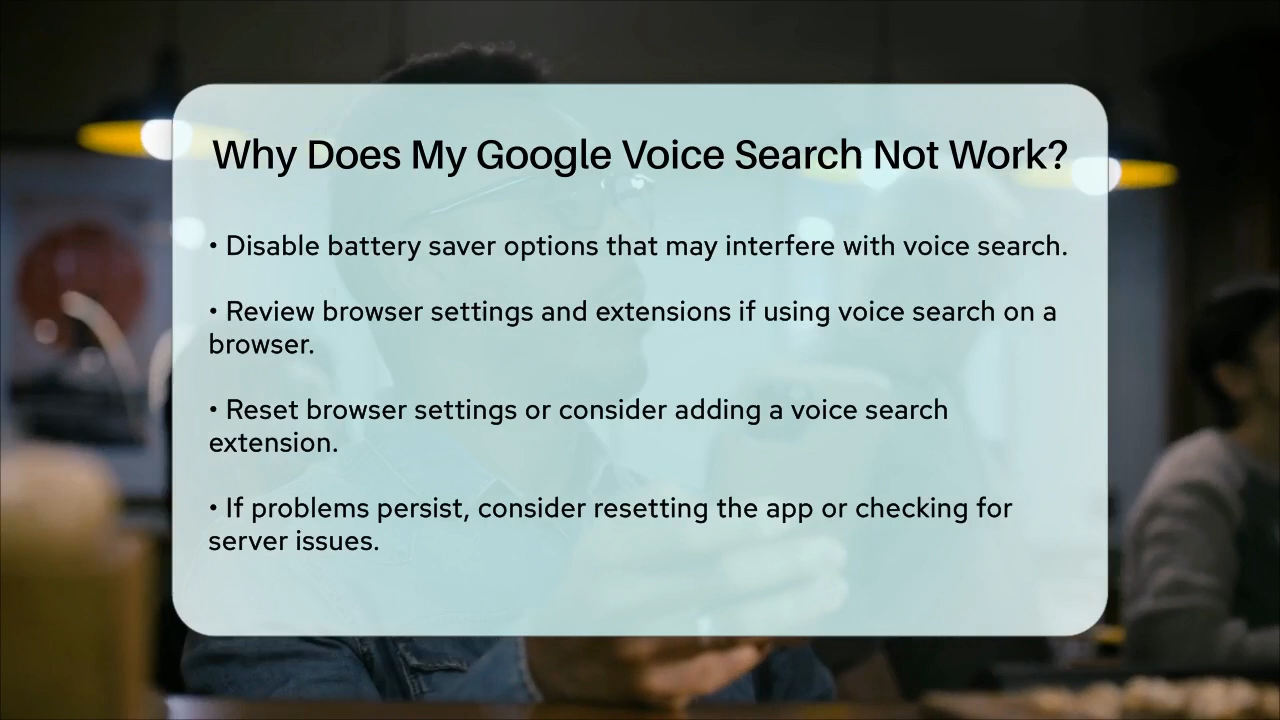 Why Does My Google Voice Search Not Work?
• Disable battery saver options that may interfere with voice search.
• Review browser settings and extensions if using voice search on a
browser.
• Reset browser settings or consider adding a voice search
extension.
• If problems persist, consider resetting the app or checking for
server issues.